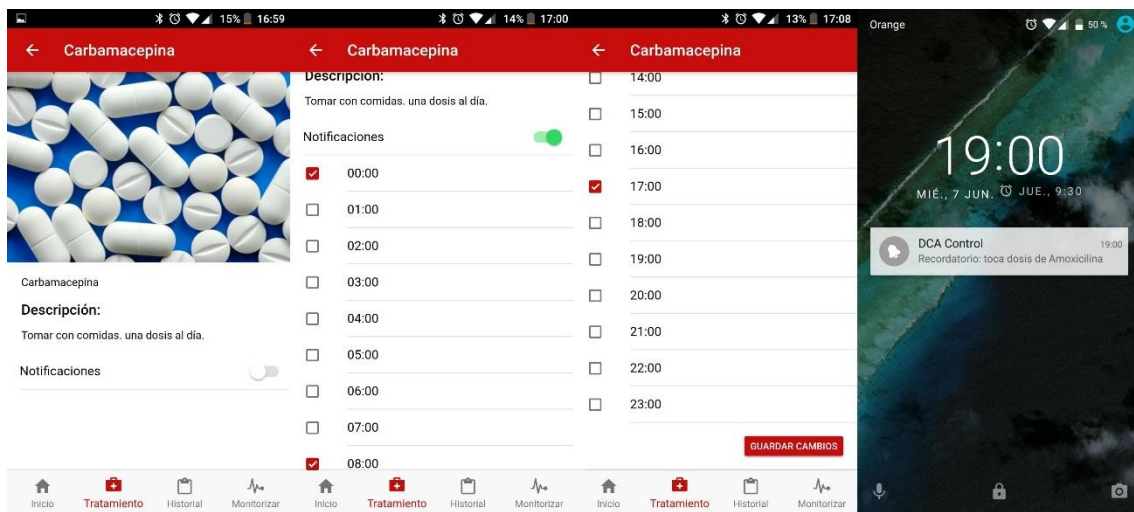 15% 16:59
Carbamacepina
Carbamacepina
Descripción:
Tomar con comidas. una dosis al día.
Notificaciones
Inicio
Tratamiento
Historial
Monitorizar
14% 17:00
Carbamacepina
Descripción:
Tomar con comidas. una dosis al día.
Notificaciones
00:00
01:00
02:00
03:00
04:00
05:00
06:00
07:00
08:00
Inicio
Tratamiento
Historial
Monitorizar
13% 17:08
Carbamacepina
14:00
15:00
16:00
17:00
18:00
19:00
20:00
21:00
22:00
23:00
GUARDAR CAMBIOS
Inicio
Tratamiento
Historial
Monitorizar
Orange 50 %
19:00
MIÉ., 7 JUN. JUE., 9:30
DCA Control 19:00
Recordatorio: toca dosis de Amoxicilina